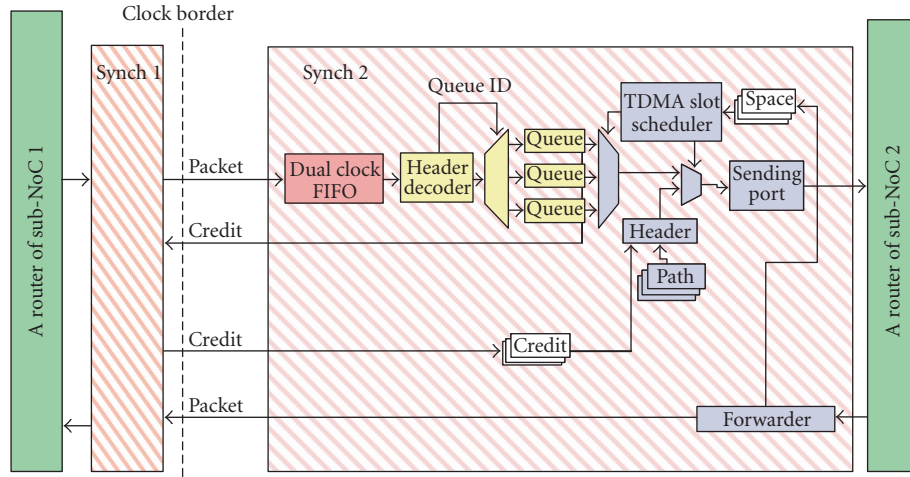 Clock border
A router of sub-NoC 1
Synch 1
Synch 2
Queue ID
TDMA slot
scheduler
Space
Packet
Dual clock
FIFO
Header
decoder
Queue
Queue
Queue
Sending
port
Credit
Header
Path
Credit
Credit
Packet
Forwarder
A router of sub-NoC 2